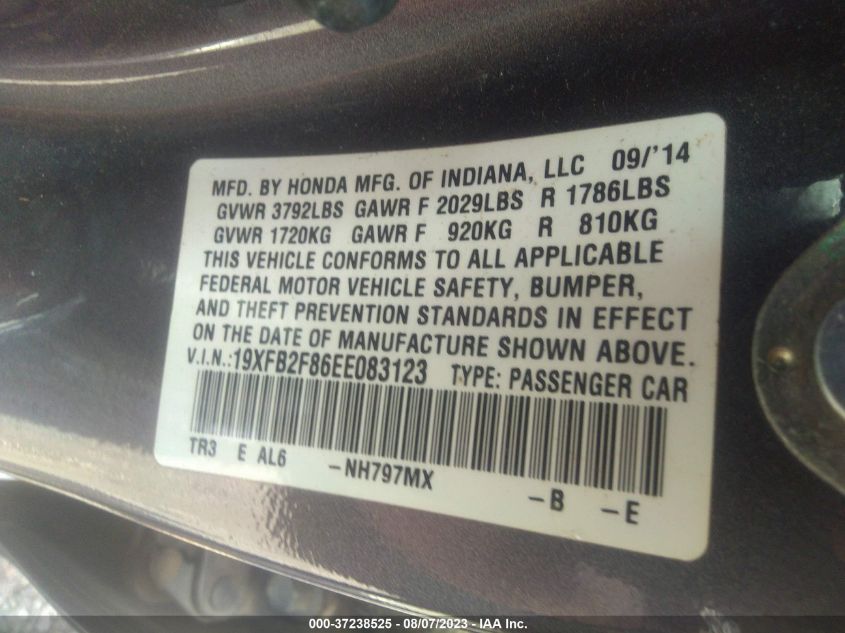 MFD. BY HONDA MFG. OF INDIANA, LLC 09/'14
GVWR 3792LBS GAWR F 2029LBS R 1786LBS
GVWR 1720KG GAWR F 920KG R 810KG
THIS VEHICLE CONFORMS TO ALL APPLICABLE
FEDERAL MOTOR VEHICLE SAFETY, BUMPER,
AND THEFT PREVENTION STANDARDS IN EFFECT
ON THE DATE OF MANUFACTURE SHOWN ABOVE.
V.I.N.:19XFB2F86EE083123 TYPE: PASSENGER CAR
TR3 E AL6 -NH797MX -B -E
000-37238525 - 08/07/2023 - IAA Inc.